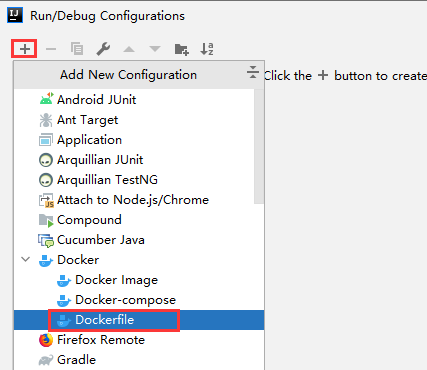 IJ Run/Debug Configurations
Add New Configuration
Click the + button to create
Android JUnit
Ant Target
Application
Arquillian JUnit
Arquillian TestNG
Attach to Node.js/Chrome
Compound
Cucumber Java
Docker
Docker Image
Docker-compose
Dockerfile
Firefox Remote
Gradle